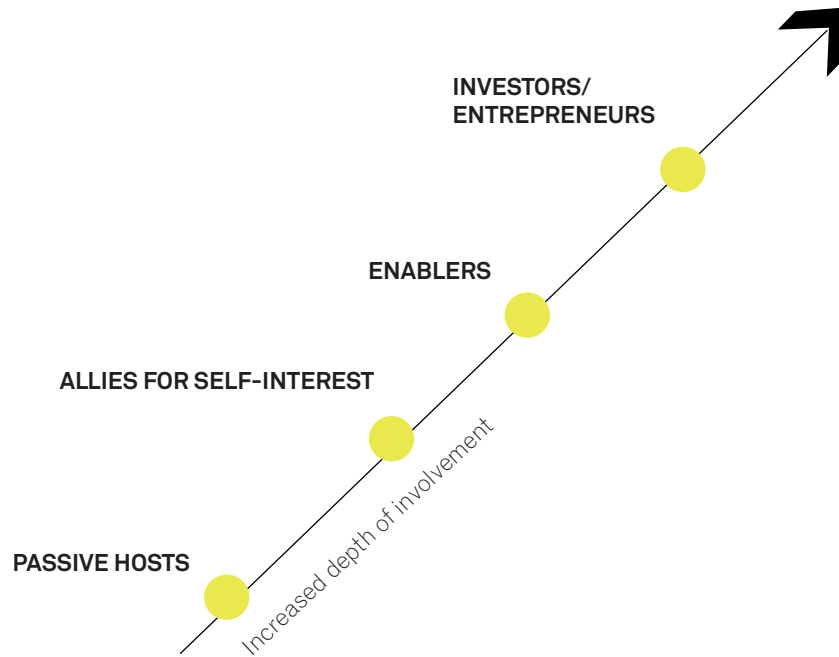 INVESTORS/
ENTREPRENEURS
ENABLERS
ALLIES FOR SELF-INTEREST
Increased depth of involvement
PASSIVE HOSTS